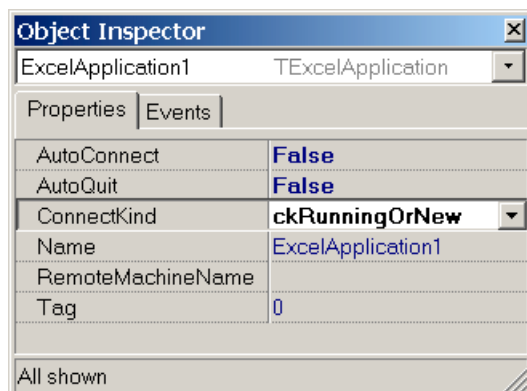 Object Inspector
ExcelApplication1 TExcelApplication
Properties Events
AutoConnect False
AutoQuit False
ConnectKind ckRunningOrNew
Name ExcelApplication1
RemoteMachineName
Tag 0
All shown